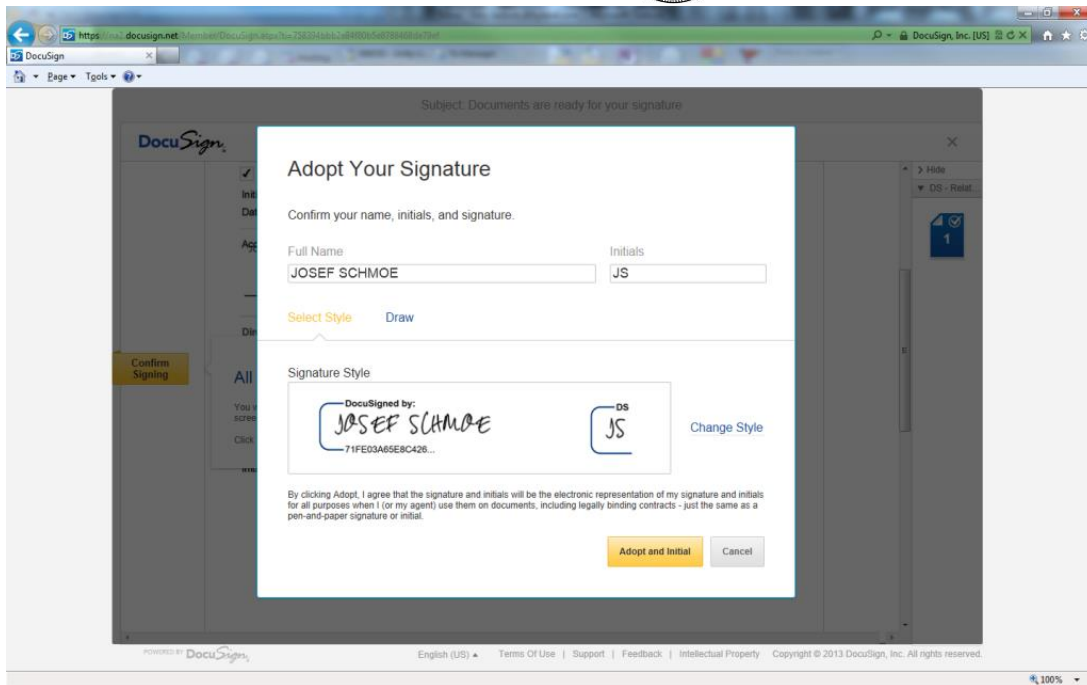 https://na2.docusign.net/Member/DocuSign.aspx?
DocuSign, Inc. [US]
DocuSign
Page Tools
Subject: Documents are ready for your signature
DocuSign
Hide
DS - Relat...
1
Adopt Your Signature
Confirm your name, initials, and signature.
Full Name Initials
JOSEF SCHMOE JS
Select Style Draw
Confirm
Signing
All
Click
Signature Style
DocuSigned by: DS
JOSEF SCHMOE JS
71FE03A65E8C426...
Change Style
By clicking Adopt, I agree that the signature and initials will be the electronic representation of my signature and initials
for all purposes when I (or my agent) use them on documents, including legally binding contracts - just the same as a
pen-and-paper signature or initial.
Adopt and Initial Cancel
POWERED BY DocuSign
English (US) Terms Of Use | Support | Feedback | Intellectual Property Copyright © 2013 DocuSign, Inc. All rights reserved.
100%